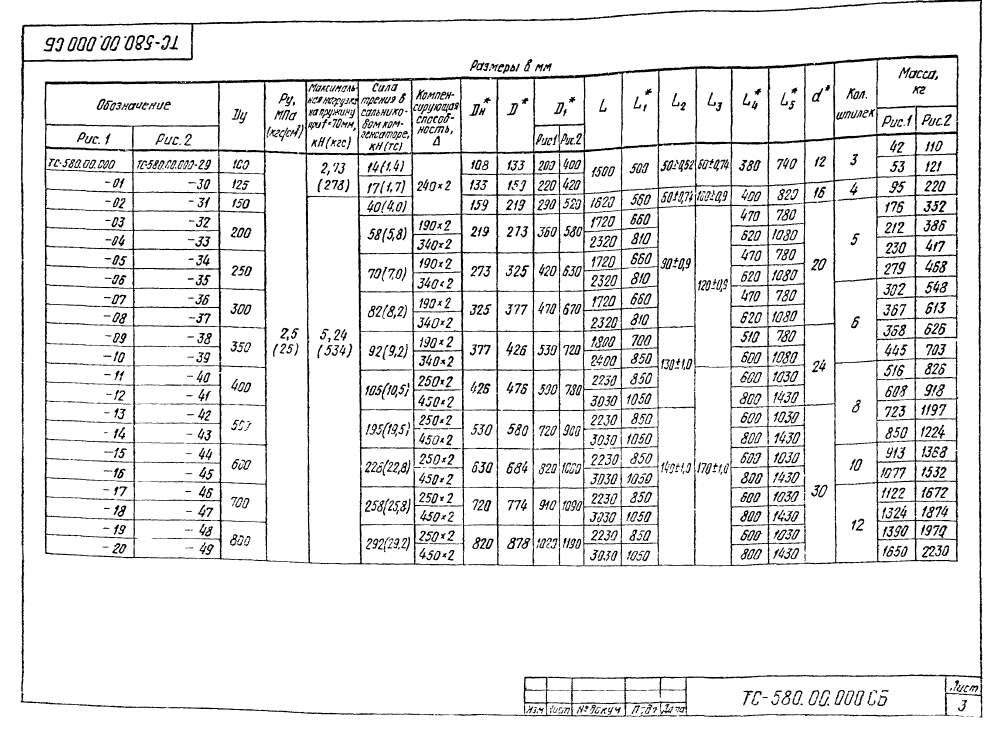 ТС-580.00.000 СБ
Размеры в мм
Обозначение Ду Ру, МПа (кгс/см²) Максимальная нагрузка на пружину при f=70мм, кН (кгс) Сила трения в сальниковом компенсаторе, кН (тс) Компенсирующая способность, Δ Dн* D* D₁* L L₁* L₂ L₃ L₄* L₅* d* Кол. шпилек Масса, кг
Рис. 1 Рис. 2 Рис.1 Рис.2 Рис.1 Рис.2
ТС-580.00.000 ТС-580.00.000-29 100 2,5 (25) 2,73 (278) 14(1,4) 240×2 108 133 200 400 1500 500 50±0,52 60±0,74 380 740 12 3 42 110
-01 -30 125 17(1,7) 133 159 220 420 53 121
-02 -31 150 5,24 (534) 40(4,0) 159 219 290 520 1620 560 60±0,74 100±0,9 400 820 16 4 95 220
-03 -32 200 58(5,8) 190×2 219 273 360 580 1720 660 90±0,9 120±0,9 470 780 20 5 176 352
-04 -33 340×2 2320 810 620 1080 212 386
-05 -34 250 70(7,0) 190×2 273 325 420 630 1720 660 470 780 230 417
-06 -35 340×2 2320 810 620 1080 279 468
-07 -36 300 82(8,2) 190×2 325 377 470 670 1720 660 470 780 6 302 548
-08 -37 340×2 2320 810 620 1080 367 613
-09 -38 350 92(9,2) 190×2 377 426 530 720 1800 700 130±1,0 510 780 24 368 626
-10 -39 340×2 2400 850 600 1080 445 703
-11 -40 400 105(10,5) 250×2 426 476 590 780 2230 850 170±1,0 600 1030 8 516 826
-12 -41 450×2 3030 1050 800 1430 608 918
-13 -42 500 195(19,5) 250×2 530 580 720 900 2230 850 140±1,0 600 1030 30 723 1197
-14 -43 450×2 3030 1050 800 1430 850 1224
-15 -44 600 228(22,8) 250×2 630 684 820 1000 2230 850 600 1030 10 913 1368
-16 -45 450×2 3030 1050 800 1430 1077 1532
-17 -46 700 258(25,8) 250×2 720 774 910 1090 2230 850 600 1030 12 1122 1672
-18 -47 450×2 3030 1050 800 1430 1324 1874
-19 -48 800 292(29,2) 250×2 820 878 1020 1190 2230 850 600 1030 1390 1970
-20 -49 450×2 3030 1050 800 1430 1650 2230
Изм Лист № докум Подп Дата
ТС-580.00.000 СБ
Лист
3